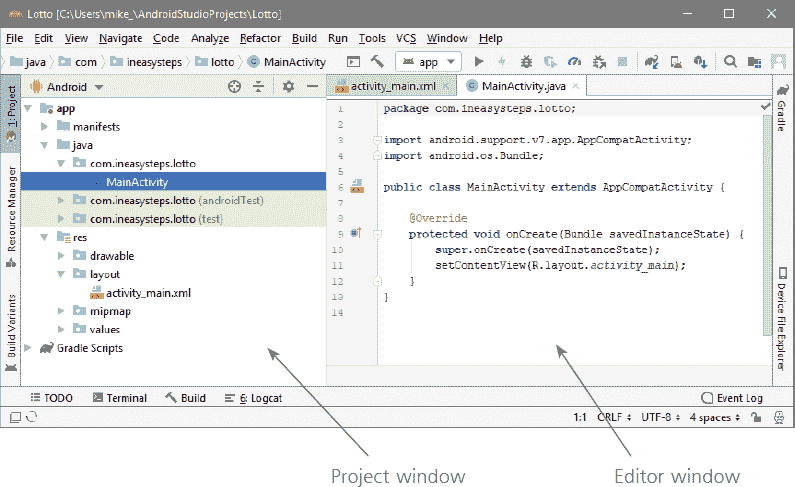 Lotto [C:\Users\mike_\AndroidStudioProjects\Lotto]
File Edit View Navigate Code Analyze Refactor Build Run Tools VCS Window Help
java com ineasysteps lotto MainActivity app
1: Project
Resource Manager
Build Variants
Android
app
manifests
java
com.ineasysteps.lotto
MainActivity
com.ineasysteps.lotto (androidTest)
com.ineasysteps.lotto (test)
res
drawable
layout
activity_main.xml
mipmap
values
Gradle Scripts
activity_main.xml MainActivity.java
1 package com.ineasysteps.lotto;
2
3 import android.support.v7.app.AppCompatActivity;
4 import android.os.Bundle;
5
6 public class MainActivity extends AppCompatActivity {
7
8 @Override
9 protected void onCreate(Bundle savedInstanceState) {
10 super.onCreate(savedInstanceState);
11 setContentView(R.layout.activity_main);
12 }
13 }
14
Gradle
Device File Explorer
TODO Terminal Build 6: Logcat Event Log
1:1 CRLF UTF-8 4 spaces
Project window
Editor window